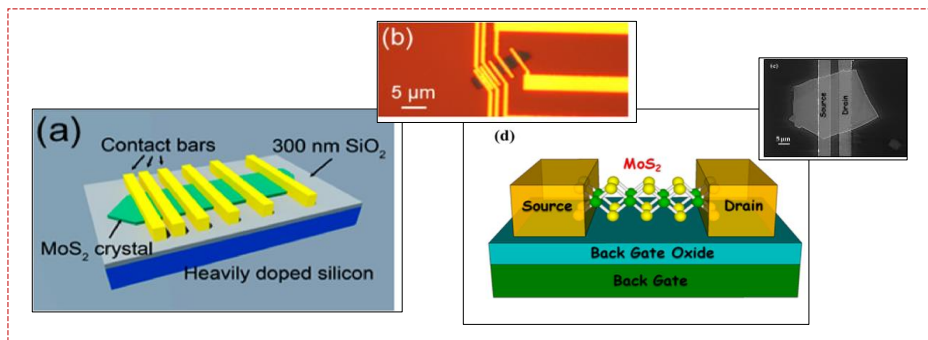 (b)
5 μm
(c)
Source
Drain
5 μm
(a)
Contact bars
300 nm SiO₂
MoS₂ crystal
Heavily doped silicon
(d)
MoS₂
Source
Drain
Back Gate Oxide
Back Gate